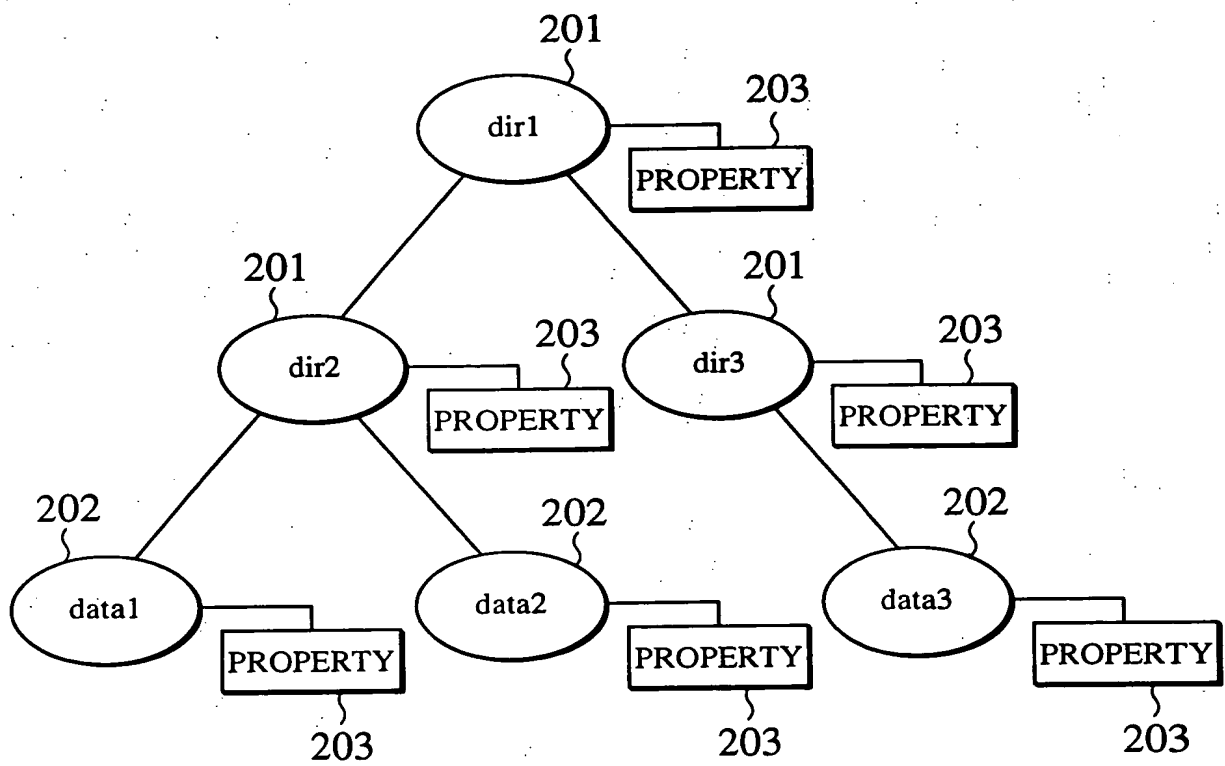 201
dir1
203
PROPERTY
201
dir2
203
PROPERTY
201
dir3
203
PROPERTY
202
data1
PROPERTY
203
202
data2
PROPERTY
203
202
data3
PROPERTY
203